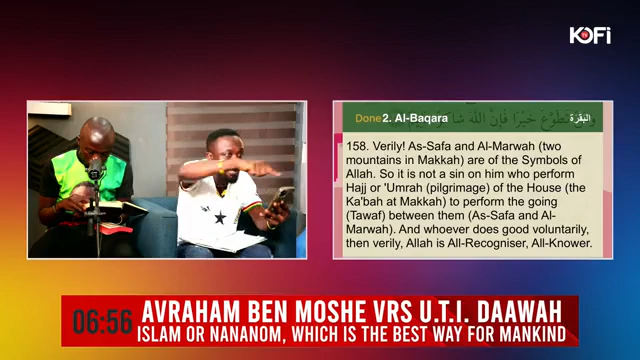 KOFi
TV
Done2. Al-Baqara
البقرة
158. Verily! As-Safa and Al-Marwah (two
mountains in Makkah) are of the Symbols of
Allah. So it is not a sin on him who perform
Hajj or 'Umrah (pilgrimage) of the House (the
Ka'bah at Makkah) to perform the going
(Tawaf) between them (As-Safa and Al-
Marwah). And whoever does good voluntarily,
then verily, Allah is All-Recogniser, All-Knower.
06:56
AVRAHAM BEN MOSHE VRS U.T.I. DAAWAH
ISLAM OR NANANOM, WHICH IS THE BEST WAY FOR MANKIND